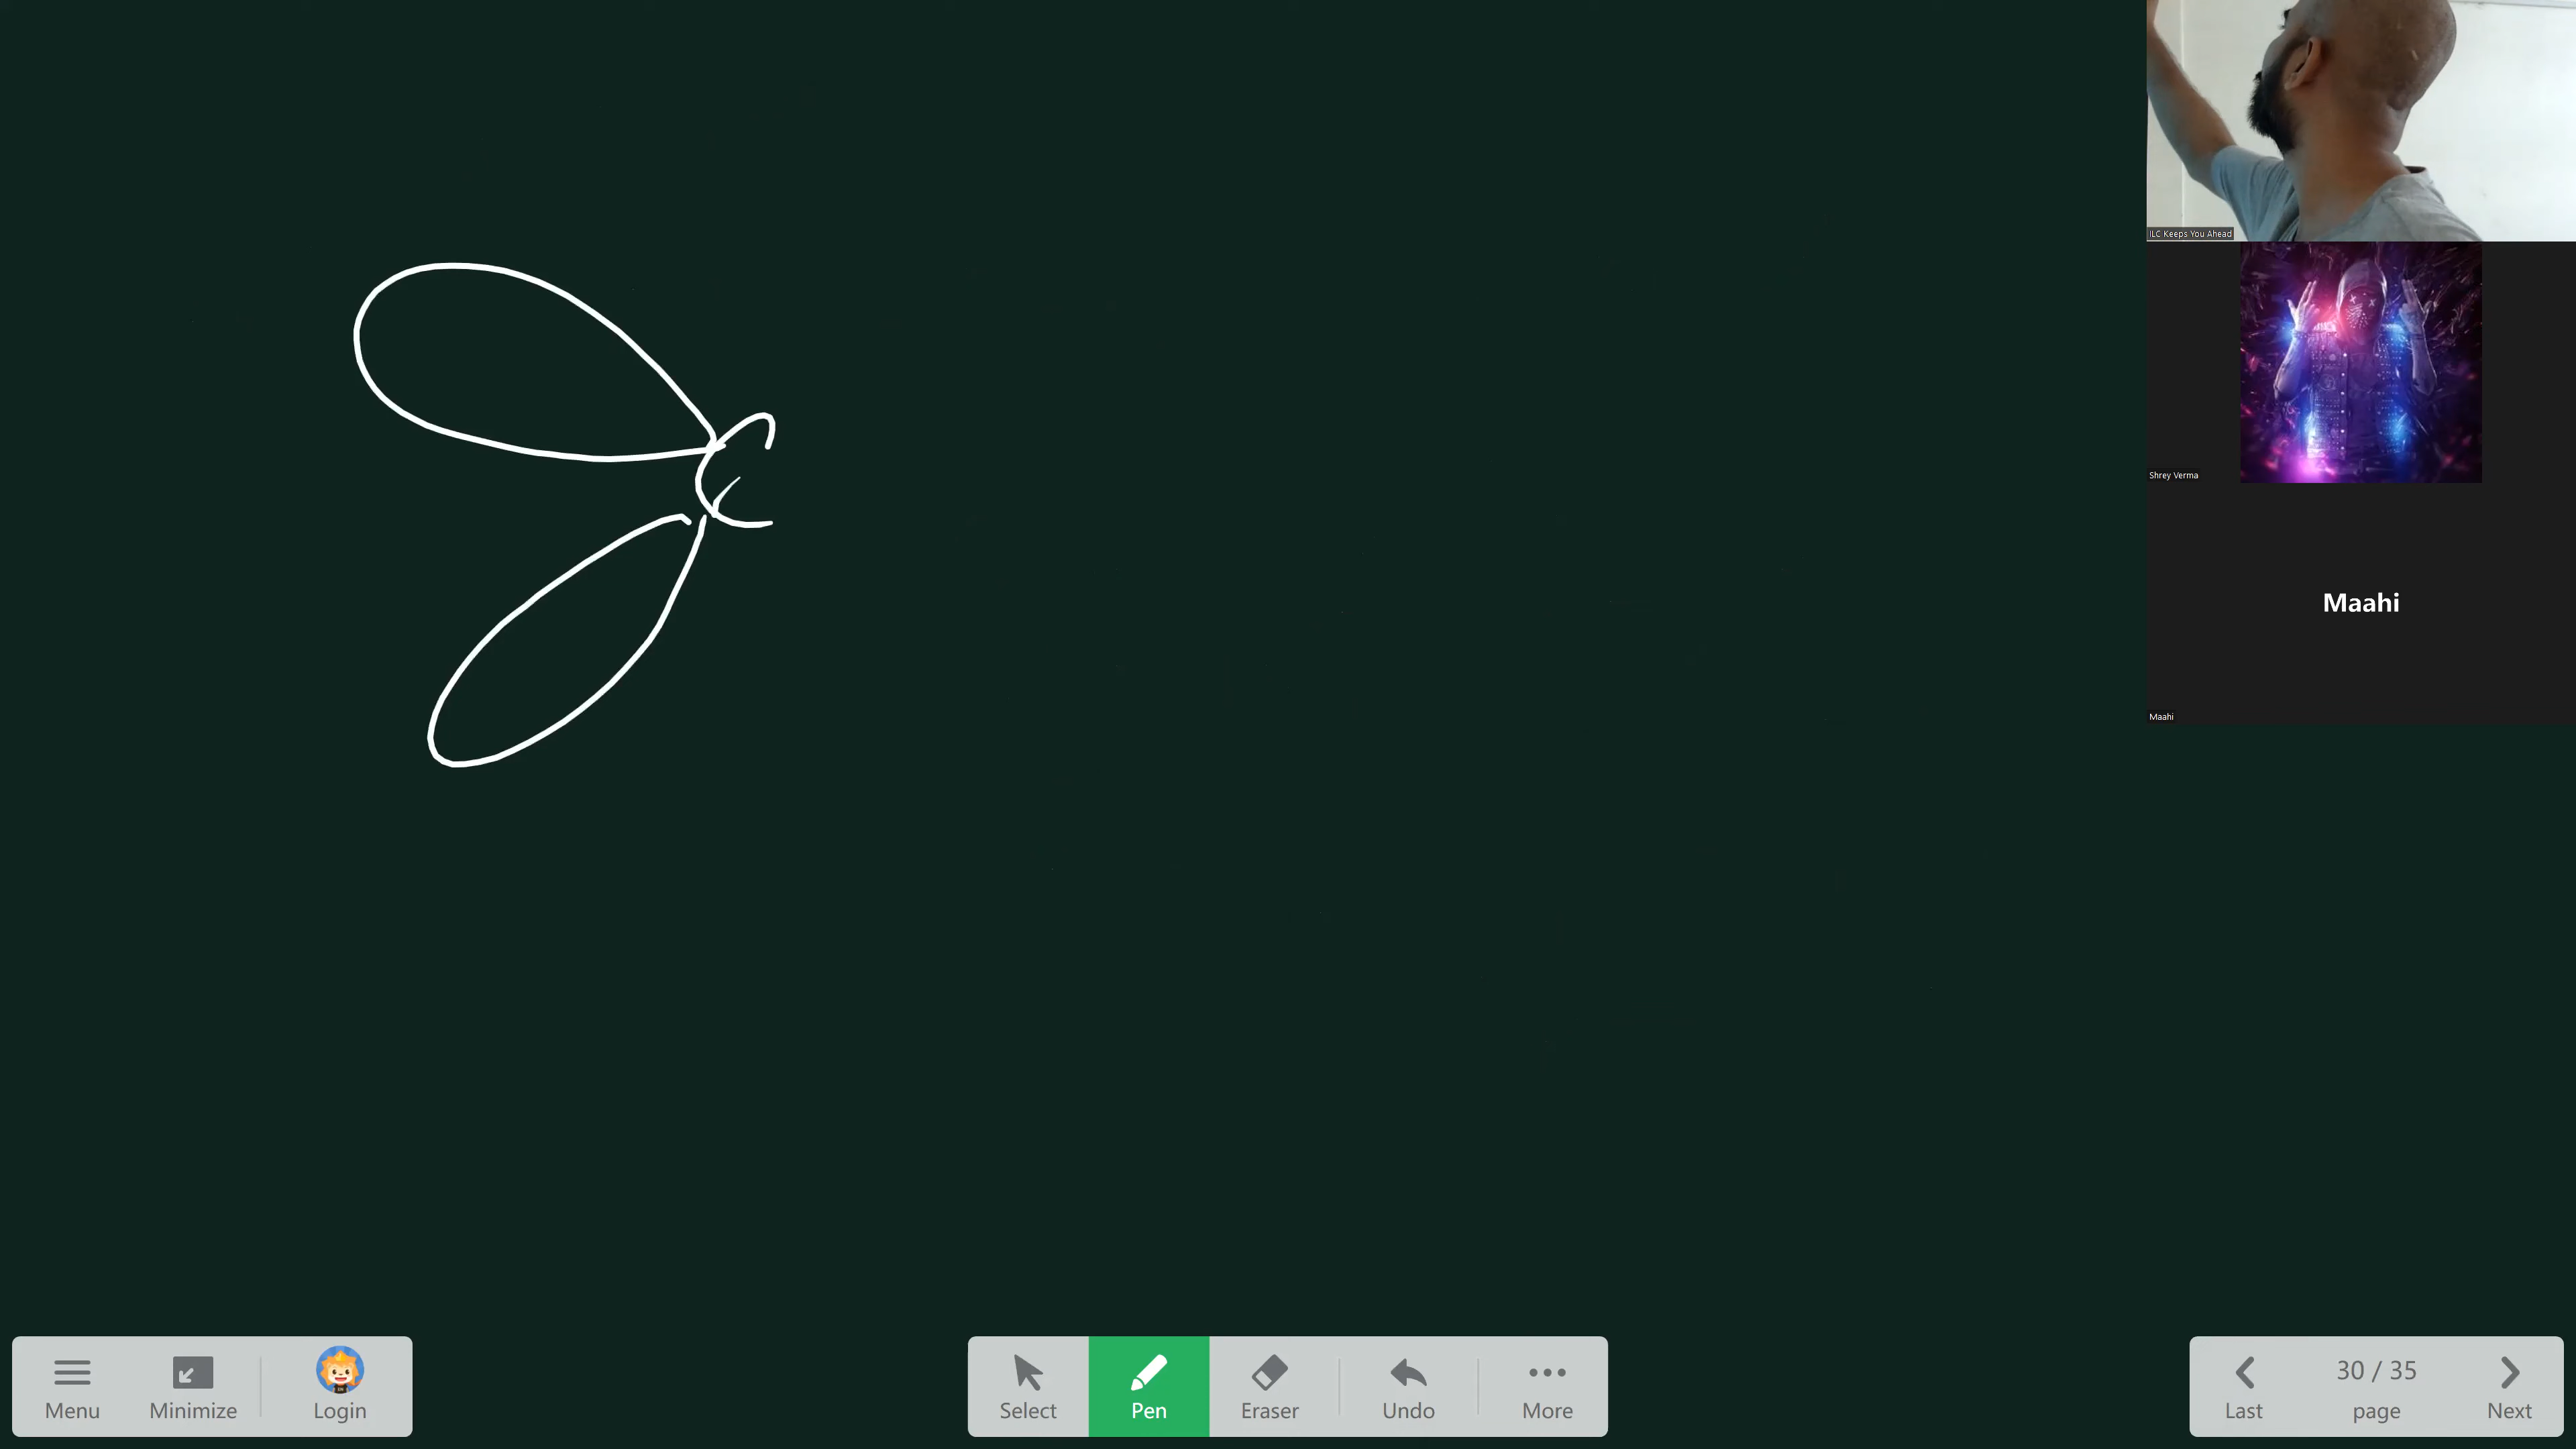 ILC Keeps You Ahead
Shrey Verma
Maahi
Maahi
Menu
Minimize
Login
Select
Pen
Eraser
Undo
More
Last
30 / 35
page
Next